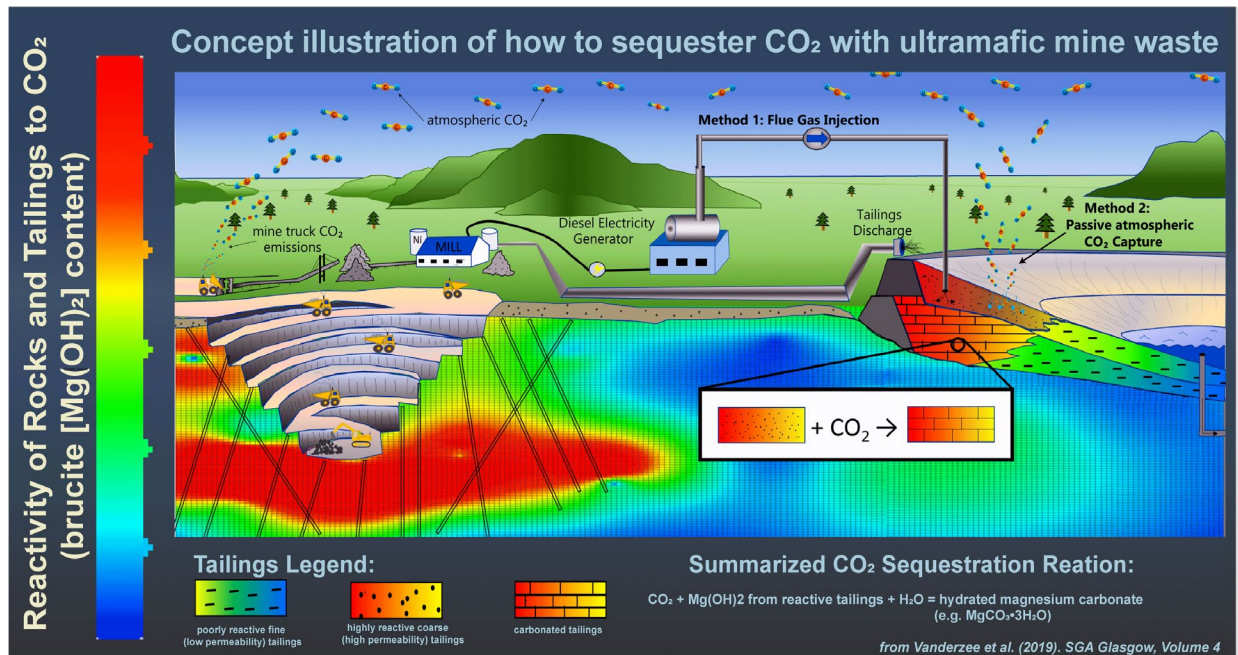 Concept illustration of how to sequester CO₂ with ultramafic mine waste
Reactivity of Rocks and Tailings to CO₂
(brucite [Mg(OH)₂] content)
atmospheric CO₂
Method 1: Flue Gas Injection
mine truck CO₂
emissions
Ni
MILL
Diesel Electricity
Generator
Tailings
Discharge
Method 2:
Passive atmospheric
CO₂ Capture
+ CO₂ →
Tailings Legend:
poorly reactive fine
(low permeability) tailings
highly reactive coarse
(high permeability) tailings
carbonated tailings
Summarized CO₂ Sequestration Reation:
CO₂ + Mg(OH)2 from reactive tailings + H₂O = hydrated magnesium carbonate
(e.g. MgCO₃•3H₂O)
from Vanderzee et al. (2019). SGA Glasgow, Volume 4